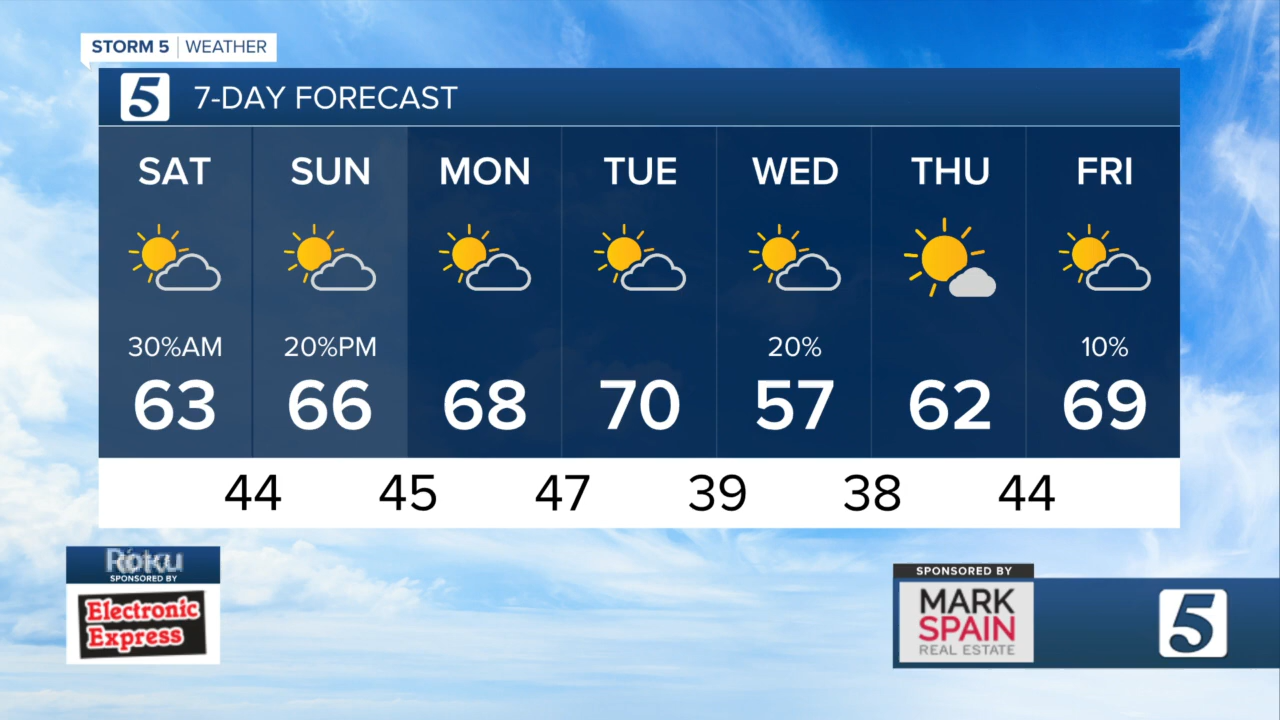 STORM 5 | WEATHER
5 7-DAY FORECAST
SAT SUN MON TUE WED THU FRI
30%AM 20%PM 20% 10%
63 66 68 70 57 62 69
44 45 47 39 38 44
Roku
SPONSORED BY
Electronic
Express
SPONSORED BY
MARK
SPAIN
REAL ESTATE
5